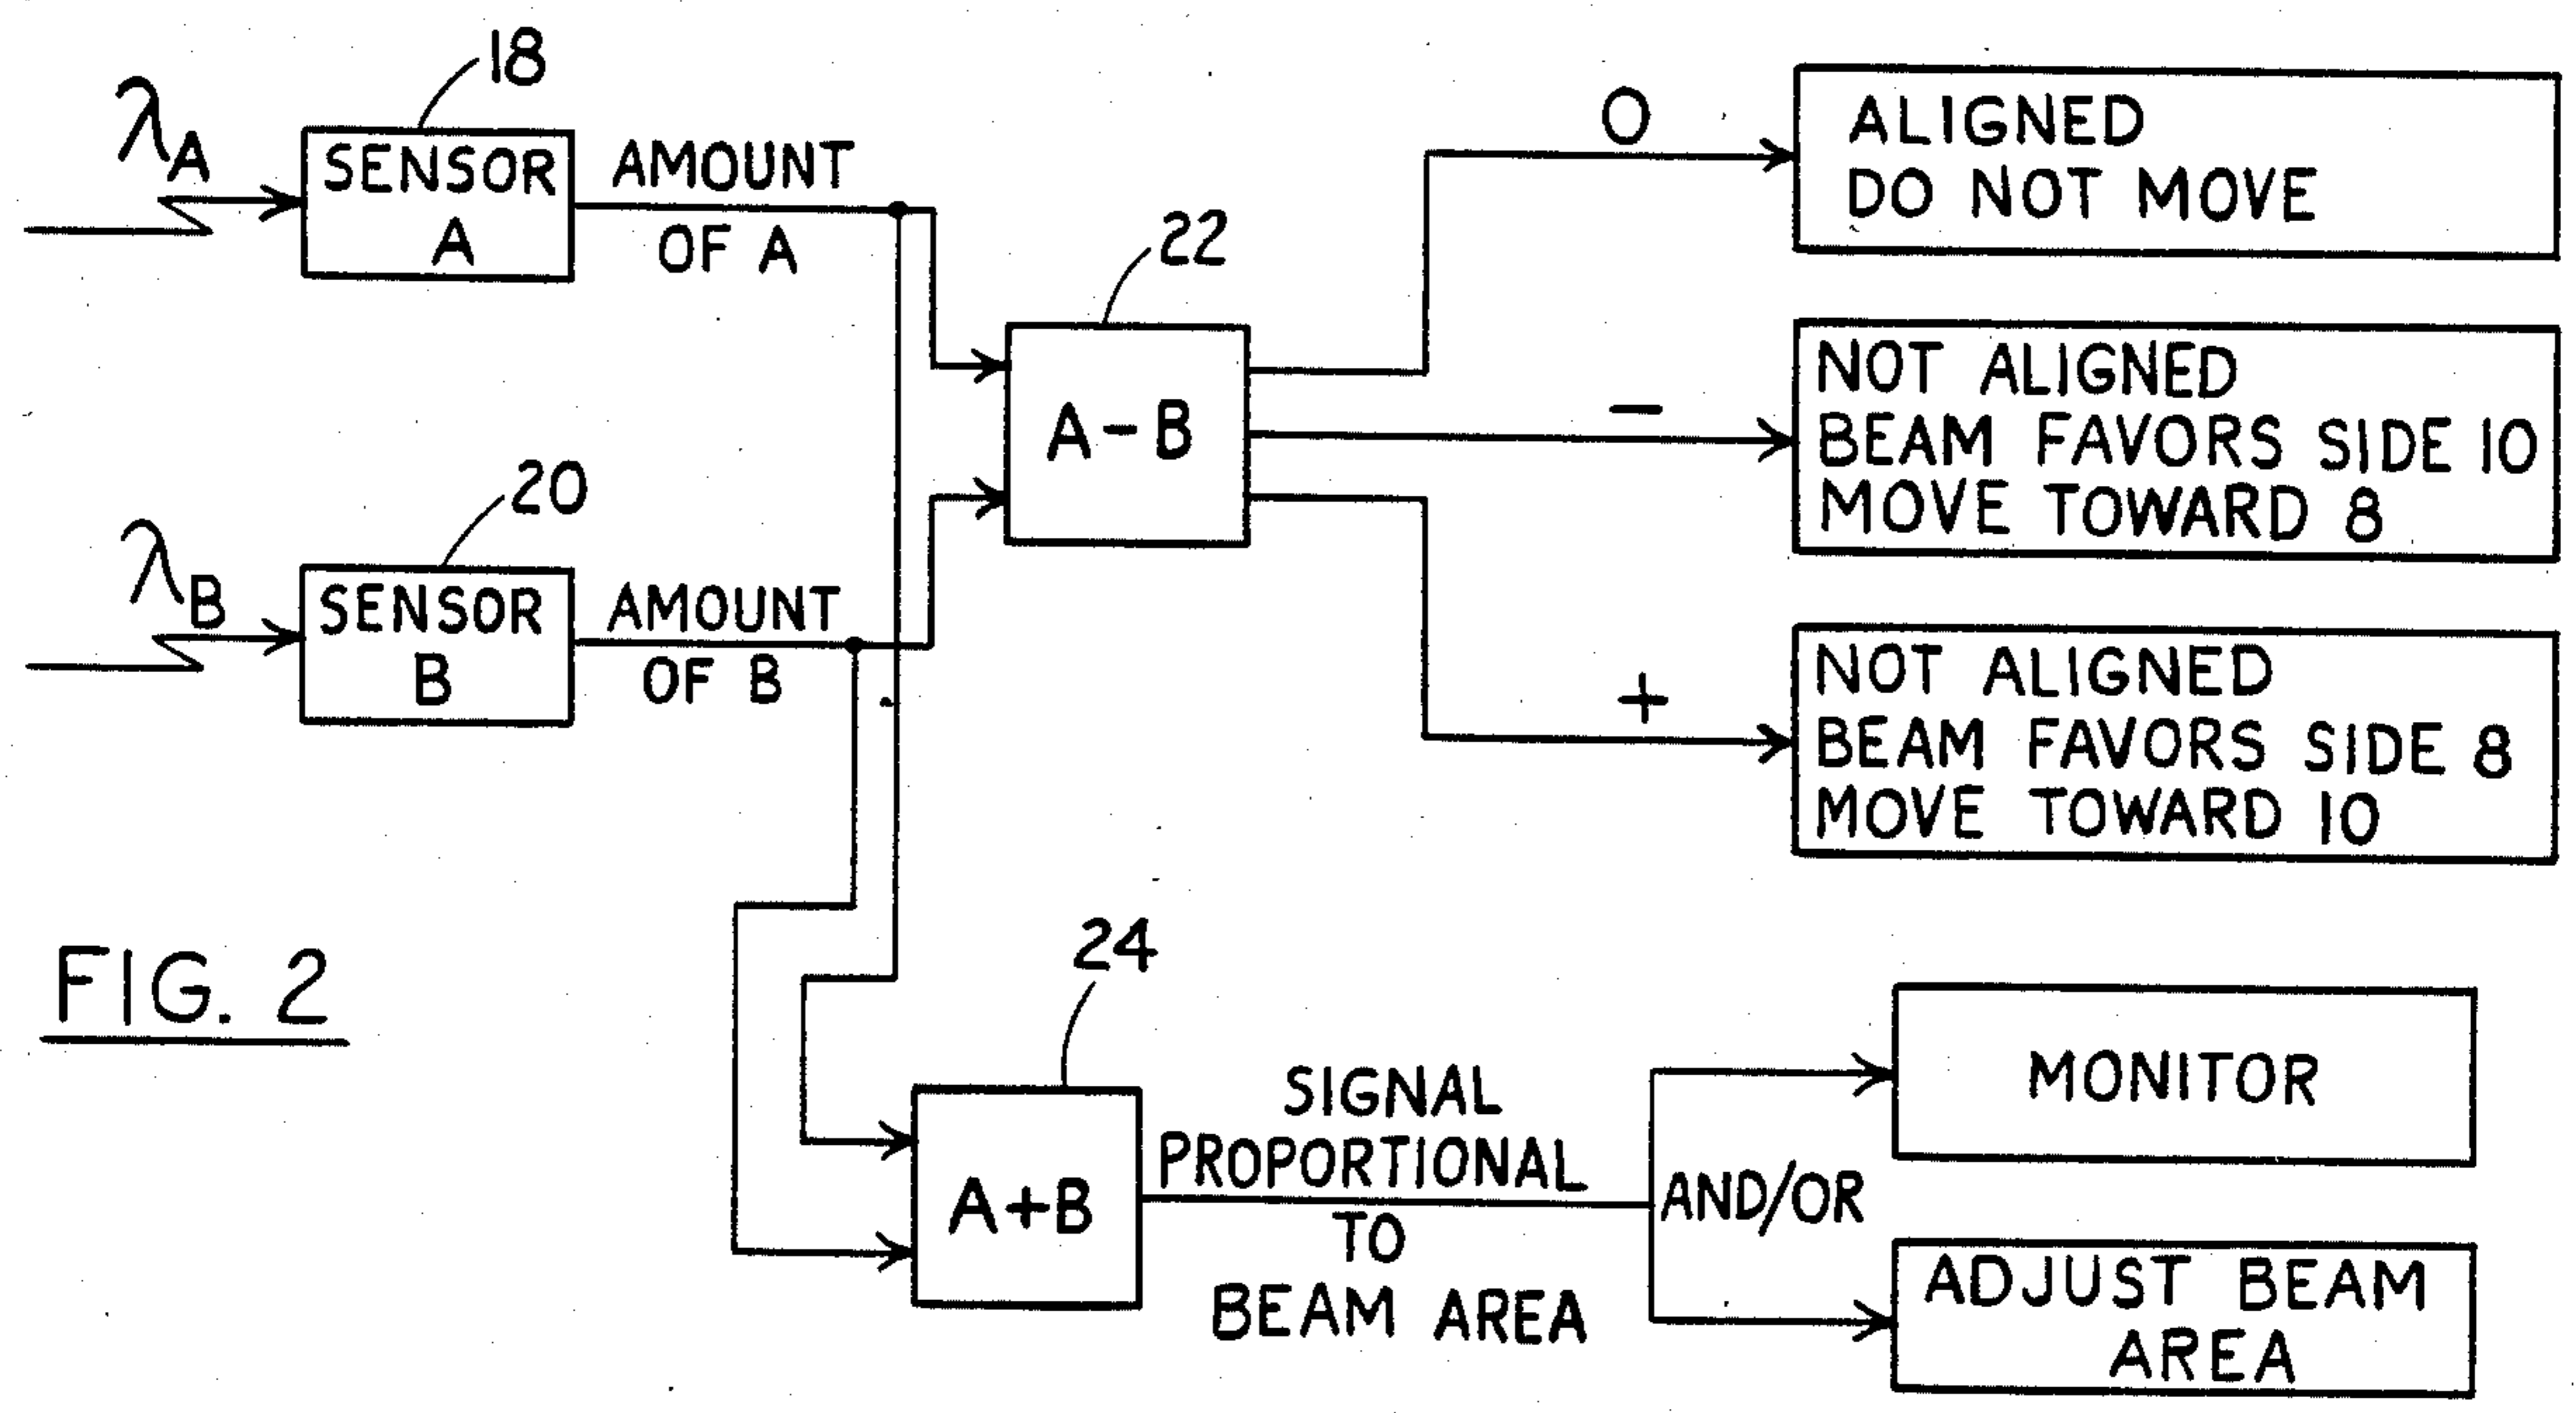 18
λA
SENSOR
A
AMOUNT
OF A
20
λB
SENSOR
B
AMOUNT
OF B
22
A-B
O
ALIGNED
DO NOT MOVE
−
NOT ALIGNED
BEAM FAVORS SIDE 10
MOVE TOWARD 8
+
NOT ALIGNED
BEAM FAVORS SIDE 8
MOVE TOWARD 10
FIG. 2
24
A+B
SIGNAL
PROPORTIONAL
TO
BEAM AREA
AND/OR
MONITOR
ADJUST BEAM
AREA